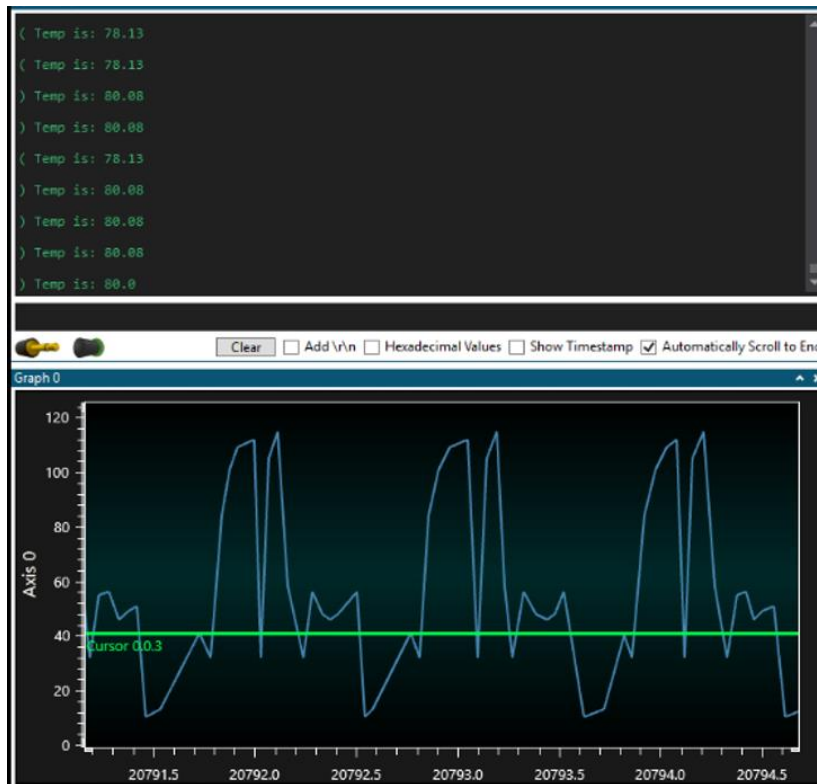 ( Temp is: 78.13
( Temp is: 78.13
) Temp is: 80.08
) Temp is: 80.08
( Temp is: 78.13
) Temp is: 80.08
) Temp is: 80.08
) Temp is: 80.08
) Temp is: 80.0
Clear Add \r\n Hexadecimal Values Show Timestamp Automatically Scroll to End
Graph 0
120
100
80
60
40
20
0
Axis 0
Cursor 0.0.3
20791.5 20792.0 20792.5 20793.0 20793.5 20794.0 20794.5